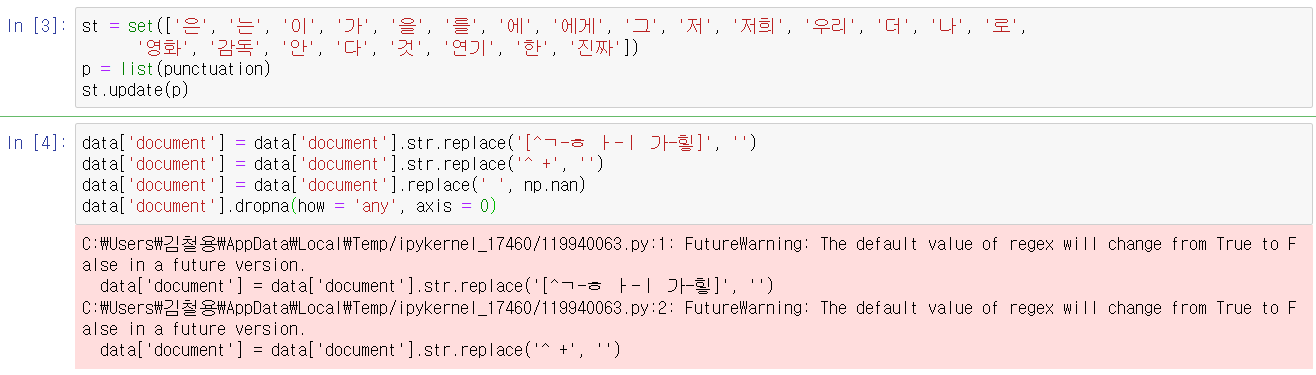 In [3]: st = set(['은', '는', '이', '가', '을', '를', '에', '에게', '그', '저', '저희', '우리', '더', '나', '로',
'영화', '감독', '안', '다', '것', '연기', '한', '진짜'])
p = list(punctuation)
st.update(p)
In [4]: data['document'] = data['document'].str.replace('[^ㄱ-ㅎ ㅏ-ㅣ 가-힣]', '')
data['document'] = data['document'].str.replace('^ +', '')
data['document'] = data['document'].replace(' ', np.nan)
data['document'].dropna(how = 'any', axis = 0)
C:₩Users₩김철용₩AppData₩Local₩Temp/ipykernel_17460/119940063.py:1: FutureWarning: The default value of regex will change from True to F
alse in a future version.
data['document'] = data['document'].str.replace('[^ㄱ-ㅎ ㅏ-ㅣ 가-힣]', '')
C:₩Users₩김철용₩AppData₩Local₩Temp/ipykernel_17460/119940063.py:2: FutureWarning: The default value of regex will change from True to F
alse in a future version.
data['document'] = data['document'].str.replace('^ +', '')